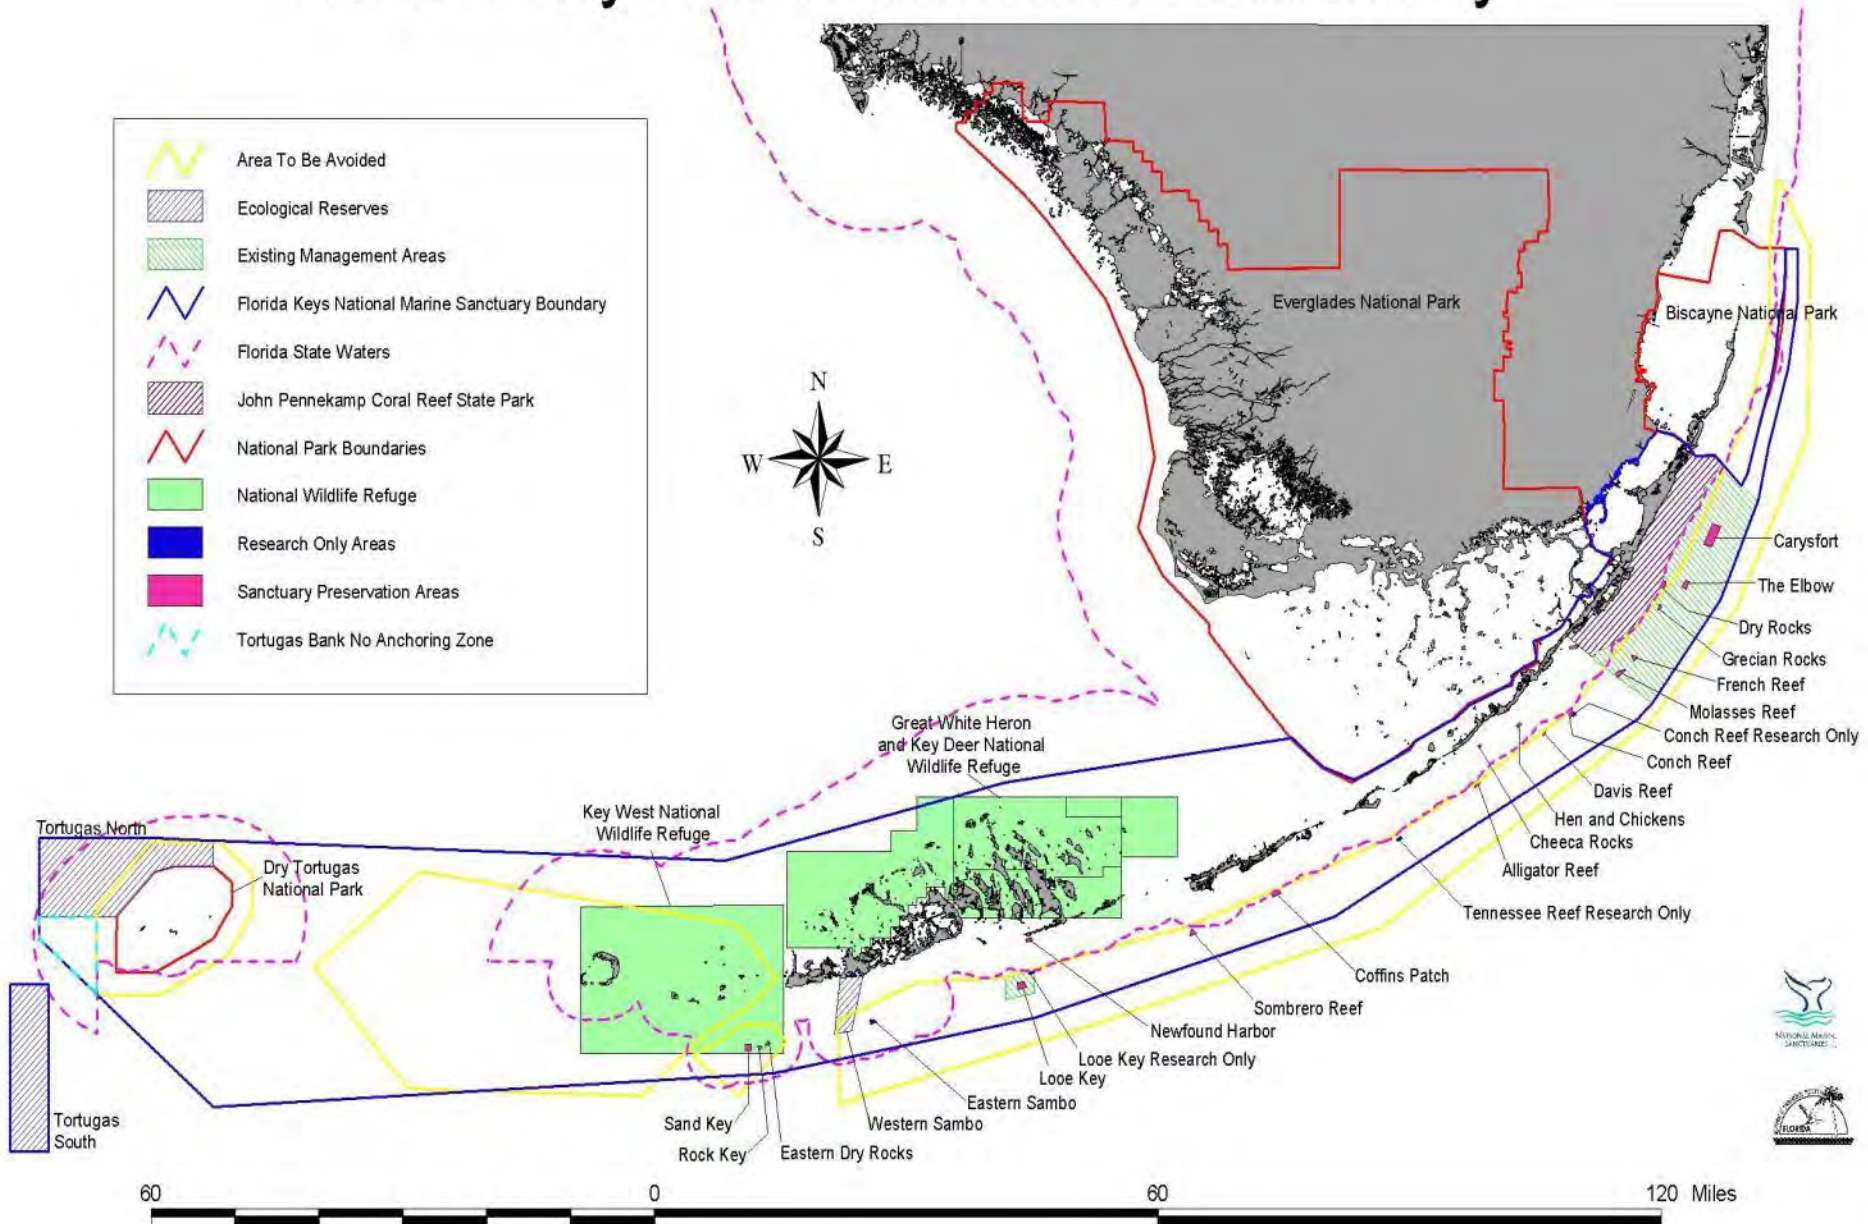 Area To Be Avoided
Ecological Reserves
Existing Management Areas
Florida Keys National Marine Sanctuary Boundary
Florida State Waters
John Pennekamp Coral Reef State Park
National Park Boundaries
National Wildlife Refuge
Research Only Areas
Sanctuary Preservation Areas
Tortugas Bank No Anchoring Zone
N
W
E
S
Everglades National Park
Biscayne National Park
Carysfort
The Elbow
Dry Rocks
Grecian Rocks
French Reef
Molasses Reef
Conch Reef Research Only
Conch Reef
Davis Reef
Hen and Chickens
Cheeca Rocks
Alligator Reef
Tennessee Reef Research Only
Coffins Patch
Sombrero Reef
Newfound Harbor
Looe Key Research Only
Looe Key
Eastern Sambo
Western Sambo
Eastern Dry Rocks
Rock Key
Sand Key
Great White Heron
and Key Deer National
Wildlife Refuge
Key West National
Wildlife Refuge
Tortugas North
Dry Tortugas
National Park
Tortugas
South
NATIONAL MARINE
SANCTUARIES
FLORIDA
60
0
60
120 Miles